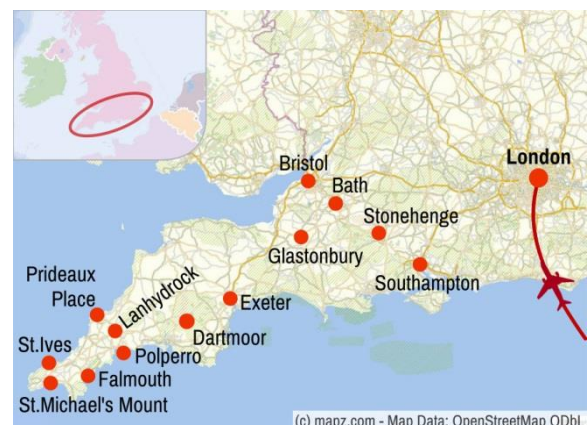 London
Bristol
Bath
Stonehenge
Glastonbury
Southampton
Prideaux
Place
Lanhydrock
Exeter
Dartmoor
St.Ives
Polperro
Falmouth
St.Michael's Mount
(c) mapz.com - Map Data: OpenStreetMap ODbL